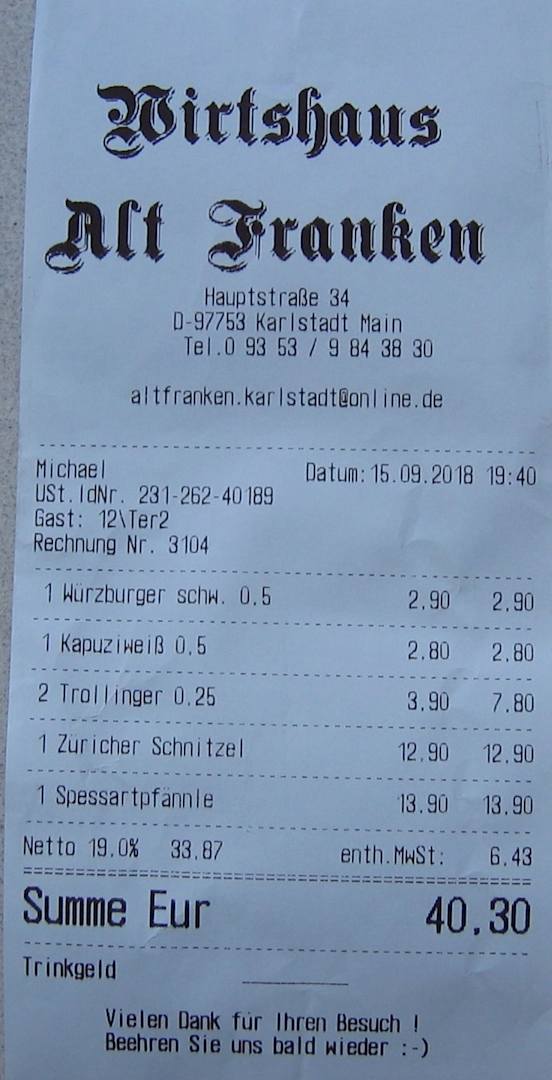 Wirtshaus
Alt Franken
Hauptstraße 34
D-97753 Karlstadt Main
Tel.0 93 53 / 9 84 38 30
altfranken.karlstadt@online.de
Michael Datum:15.09.2018 19:40
USt.IdNr. 231-262-40189
Gast: 12\Ter2
Rechnung Nr. 3104
1 Würzburger schw. 0,5 2,90 2,90
1 Kapuziweiß 0,5 2,80 2,80
2 Trollinger 0,25 3,90 7,80
1 Züricher Schnitzel 12,90 12,90
1 Spessartpfännle 13,90 13,90
Netto 19.0% 33,87 enth.MwSt: 6,43
Summe Eur 40,30
Trinkgeld
Vielen Dank für Ihren Besuch !
Beehren Sie uns bald wieder :-)